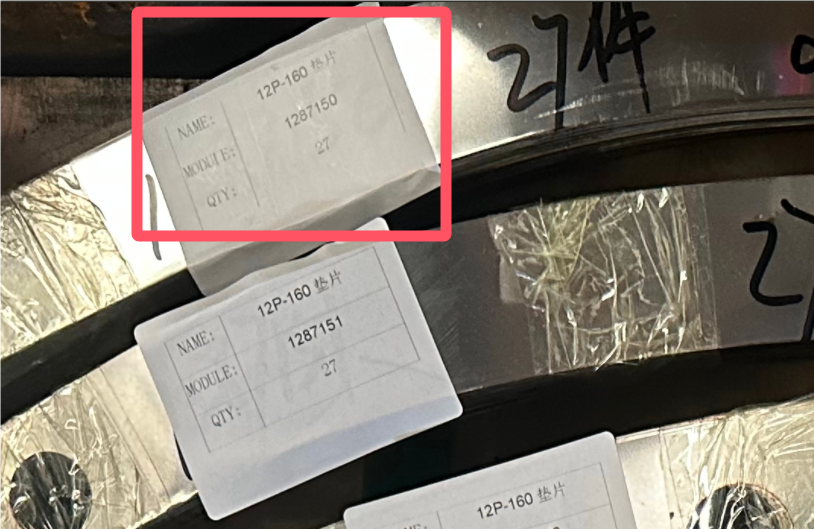 27件
NAME: 12P-160 垫片
MODULE: 1287150
QTY: 27
NAME: 12P-160 垫片
MODULE: 1287151
QTY: 27
27
12P-160 垫片